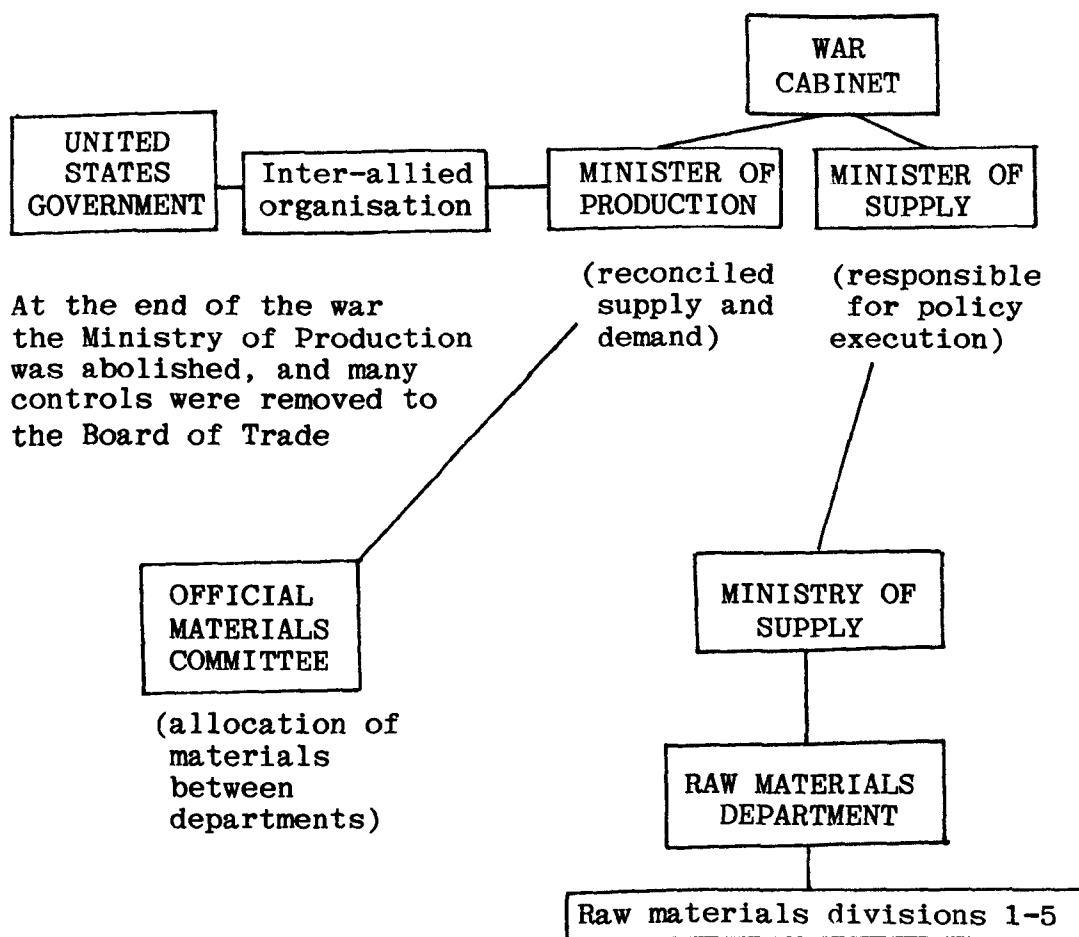 WAR
CABINET
UNITED
STATES
GOVERNMENT
Inter-allied
organisation
MINISTER OF
PRODUCTION
MINISTER OF
SUPPLY
(reconciled
supply and
demand)
(responsible
for policy
execution)
At the end of the war
the Ministry of Production
was abolished, and many
controls were removed to
the Board of Trade
OFFICIAL
MATERIALS
COMMITTEE
(allocation of
materials
between
departments)
MINISTRY OF
SUPPLY
RAW MATERIALS
DEPARTMENT
Raw materials divisions 1-5